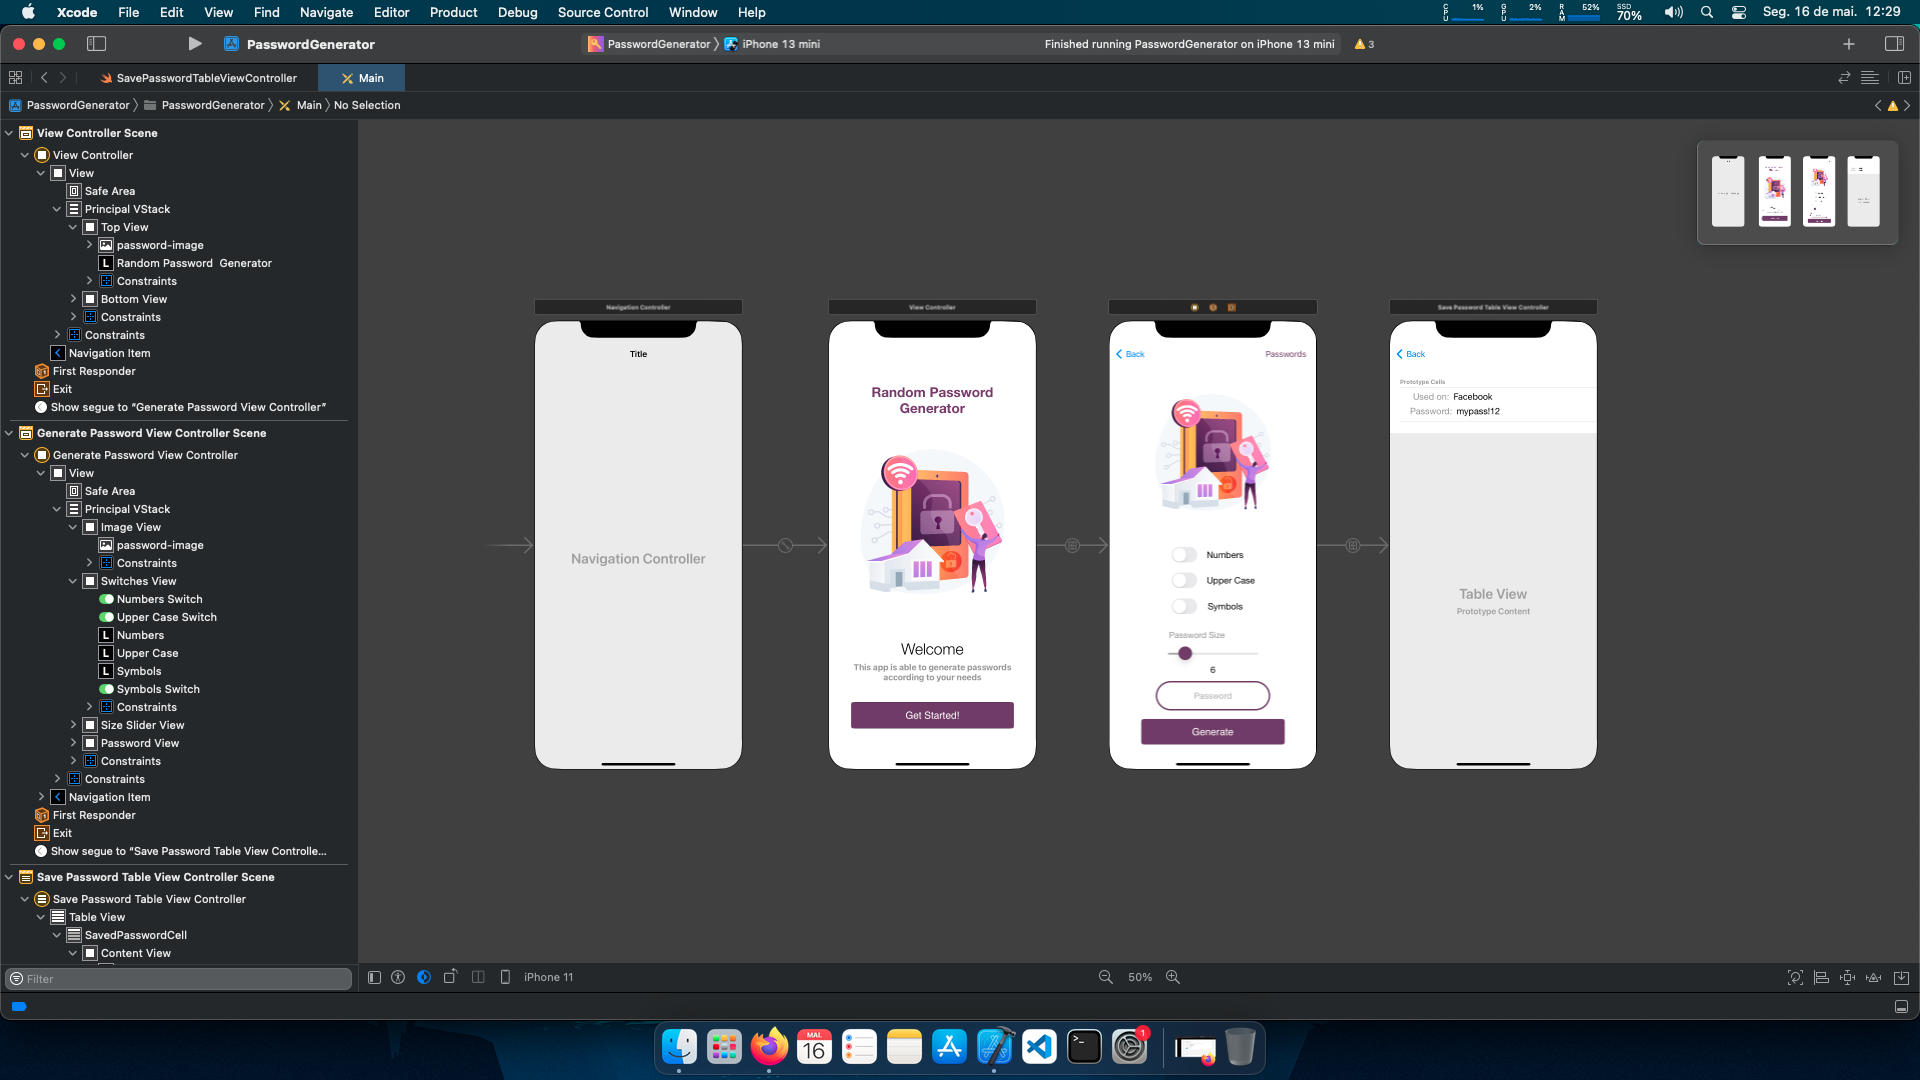 Xcode File Edit View Find Navigate Editor Product Debug Source Control Window Help CPU 1% GPU 2% RAM 52% SSD 70% Seg. 16 de mai. 12:29
PasswordGenerator PasswordGenerator iPhone 13 mini Finished running PasswordGenerator on iPhone 13 mini 3
SavePasswordTableViewController Main
PasswordGenerator PasswordGenerator Main No Selection
View Controller Scene
View Controller
View
Safe Area
Principal VStack
Top View
password-image
L Random Password Generator
Constraints
Bottom View
Constraints
Constraints
Navigation Item
First Responder
Exit
Show segue to “Generate Password View Controller”
Generate Password View Controller Scene
Generate Password View Controller
View
Safe Area
Principal VStack
Image View
password-image
Constraints
Switches View
Numbers Switch
Upper Case Switch
L Numbers
L Upper Case
L Symbols
Symbols Switch
Constraints
Size Slider View
Password View
Constraints
Constraints
Navigation Item
First Responder
Exit
Show segue to “Save Password Table View Controlle...
Save Password Table View Controller Scene
Save Password Table View Controller
Table View
SavedPasswordCell
Content View
Filter
Navigation Controller
Title
Navigation Controller
View Controller
Random Password
Generator
Welcome
This app is able to generate passwords
according to your needs
Get Started!
Back Passwords
Numbers
Upper Case
Symbols
Password Size
6
Password
Generate
Save Password Table View Controller
Back
Prototype Cells
Used on: Facebook
Password: mypass!12
Table View
Prototype Content
iPhone 11 50%
MAI.
16
1